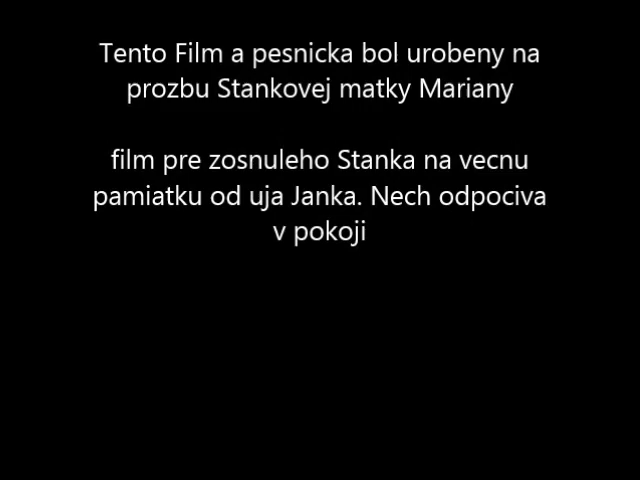 Tento Film a pesnicka bol urobeny na
prozbu Stankovej matky Mariany
film pre zosnuleho Stanka na vecnu
pamiatku od uja Janka. Nech odpociva
v pokoji